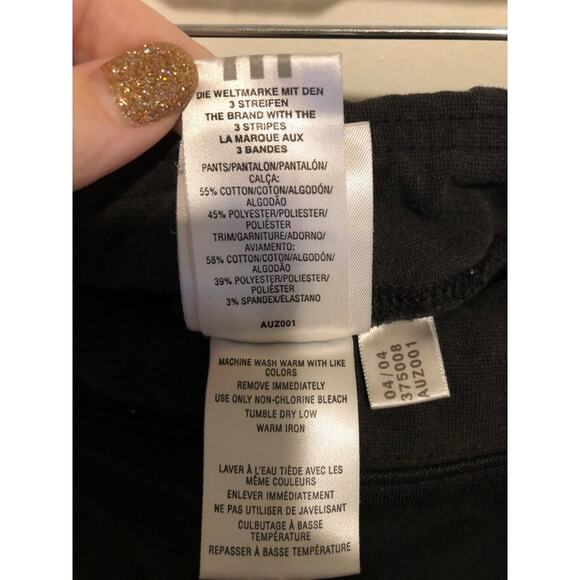 DIE WELTMARKE MIT DEN
3 STREIFEN
THE BRAND WITH THE
3 STRIPES
LA MARQUE AUX
3 BANDES
PANTS/PANTALON/PANTALÓN/
CALÇA:
55% COTTON/COTON/ALGODÓN/
ALGODÃO
45% POLYESTER/POLIESTER/
POLIÉSTER
TRIM/GARNITURE/ADORNO/
AVIAMENTO:
58% COTTON/COTON/ALGODÓN/
ALGODÃO
39% POLYESTER/POLIESTER/
POLIÉSTER
3% SPANDEX/ELASTANO
AUZ001
04/04
375008
AUZ001
MACHINE WASH WARM WITH LIKE
COLORS
REMOVE IMMEDIATELY
USE ONLY NON-CHLORINE BLEACH
TUMBLE DRY LOW
WARM IRON
LAVER À L'EAU TIÈDE AVEC LES
MÊME COULEURS
ENLEVER IMMÉDIATEMENT
NE PAS UTILISER DE JAVELISANT
CULBUTAGE À BASSE
TEMPÉRATURE
REPASSER À BASSE TEMPÉRATURE